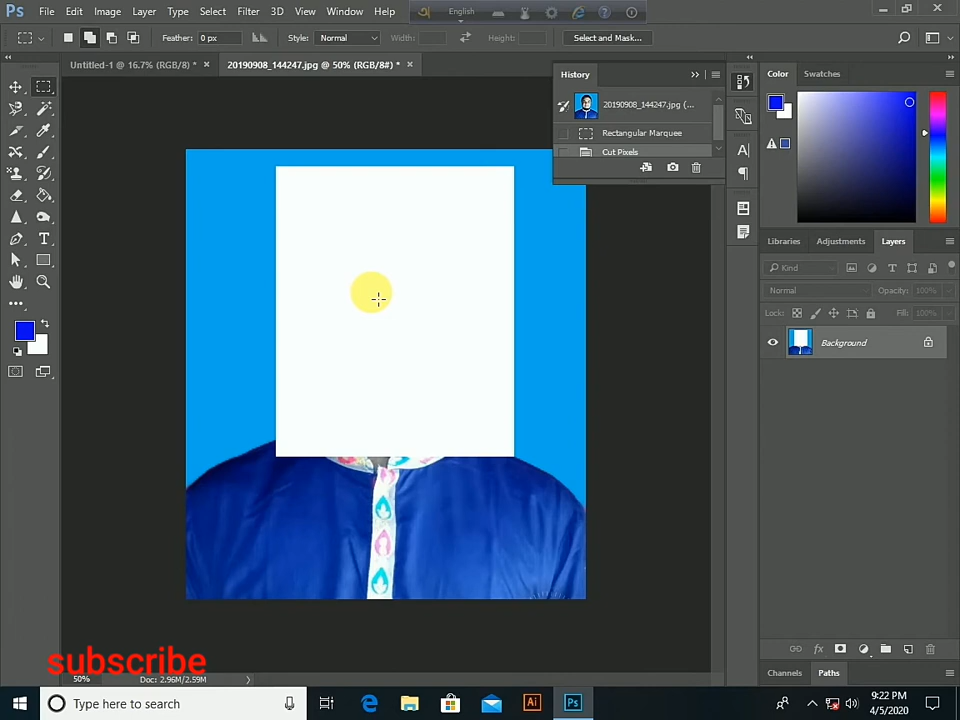 Ps File Edit Image Layer Type Select Filter 3D View Window Help
English
Feather: 0 px Style: Normal Width: Height: Select and Mask...
Untitled-1 @ 16.7% (RGB/8) * × 20190908_144247.jpg @ 50% (RGB/8#) * ×
History
20190908_144247.jpg (...
Rectangular Marquee
Cut Pixels
Color Swatches
Libraries Adjustments Layers
Kind
Normal Opacity: 100%
Lock: Fill: 100%
Background
Channels Paths
subscribe
50% Doc: 2.96M/2.59M
Type here to search
Ai Ps
9:22 PM
4/5/2020